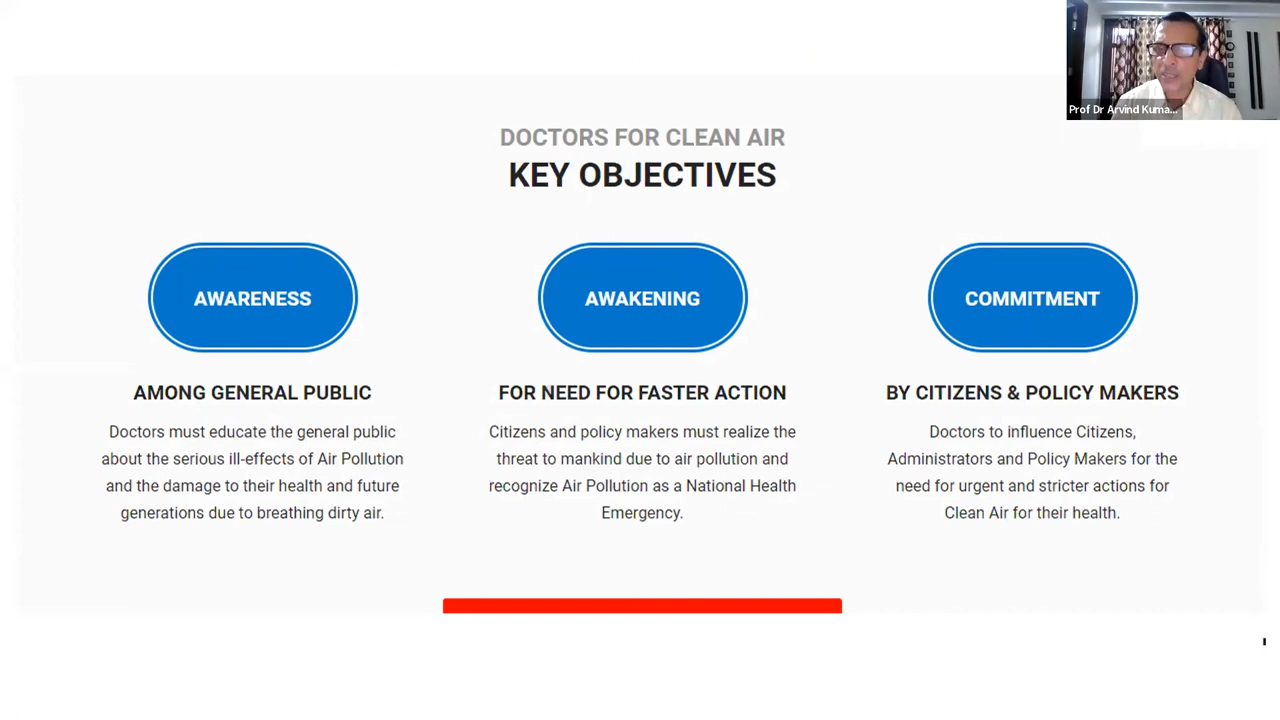 Prof Dr Arvind Kuma...
DOCTORS FOR CLEAN AIR
KEY OBJECTIVES
AWARENESS
AMONG GENERAL PUBLIC
Doctors must educate the general public
about the serious ill-effects of Air Pollution
and the damage to their health and future
generations due to breathing dirty air.
AWAKENING
FOR NEED FOR FASTER ACTION
Citizens and policy makers must realize the
threat to mankind due to air pollution and
recognize Air Pollution as a National Health
Emergency.
COMMITMENT
BY CITIZENS & POLICY MAKERS
Doctors to influence Citizens,
Administrators and Policy Makers for the
need for urgent and stricter actions for
Clean Air for their health.